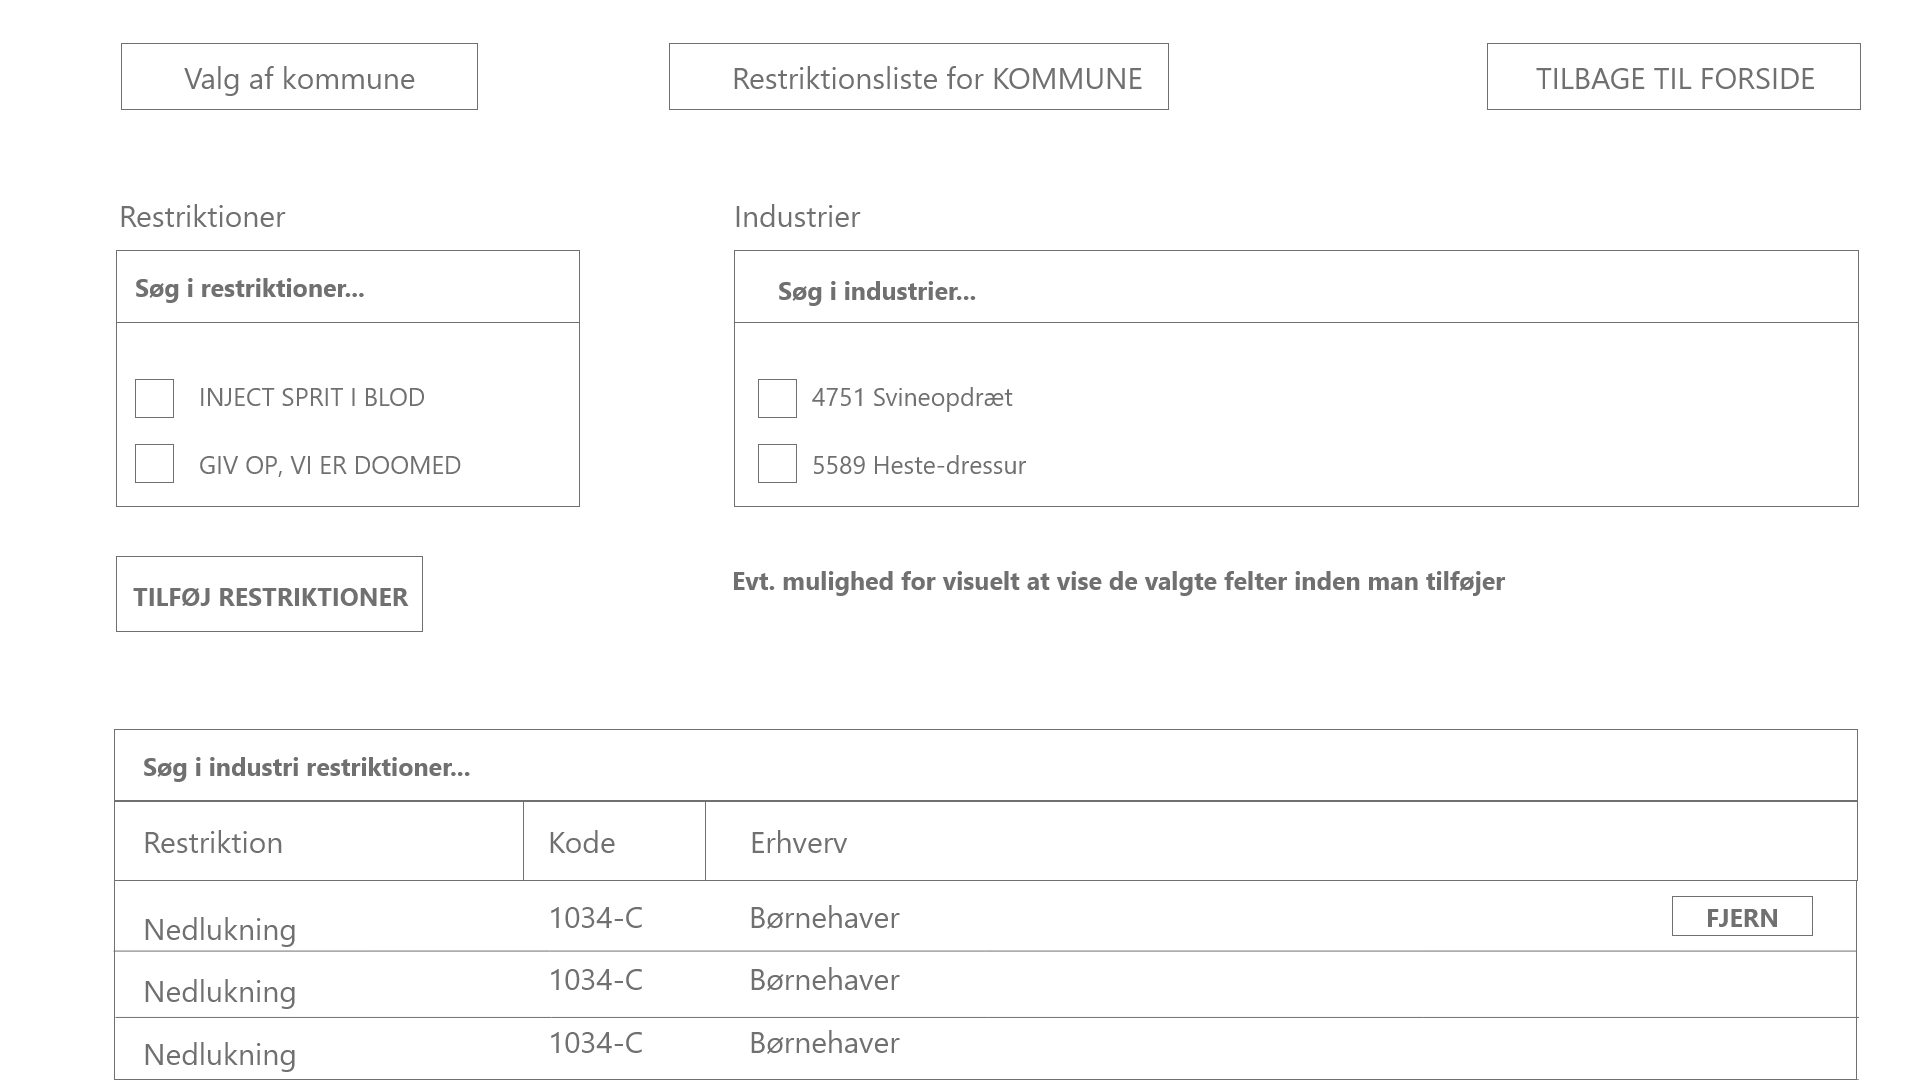 Valg af kommune
Restriktionsliste for KOMMUNE
TILBAGE TIL FORSIDE
Restriktioner
Industrier
Søg i restriktioner...
Søg i industrier...
INJECT SPRIT I BLOD
4751 Svineopdræt
GIV OP, VI ER DOOMED
5589 Heste-dressur
TILFØJ RESTRIKTIONER
Evt. mulighed for visuelt at vise de valgte felter inden man tilføjer
Søg i industri restriktioner...
Restriktion Kode Erhverv
Nedlukning 1034-C Børnehaver FJERN
Nedlukning 1034-C Børnehaver
Nedlukning 1034-C Børnehaver